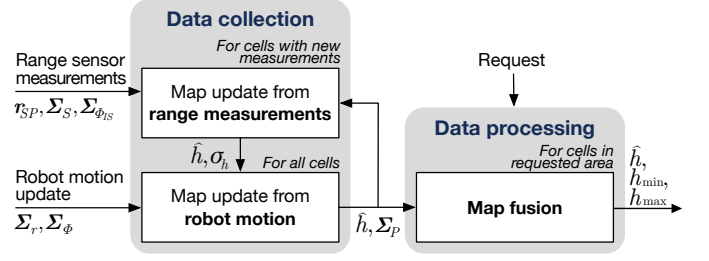 Data collection
Range sensor
measurements
r_SP, Σ_S, Σ_Φ_IS
For cells with new
measurements
Map update from
range measurements
ĥ, σ_h
For all cells
Robot motion
update
Σ_r, Σ_Φ
Map update from
robot motion
ĥ, Σ_P
Request
Data processing
For cells in
requested area
Map fusion
ĥ,
h_min,
h_max